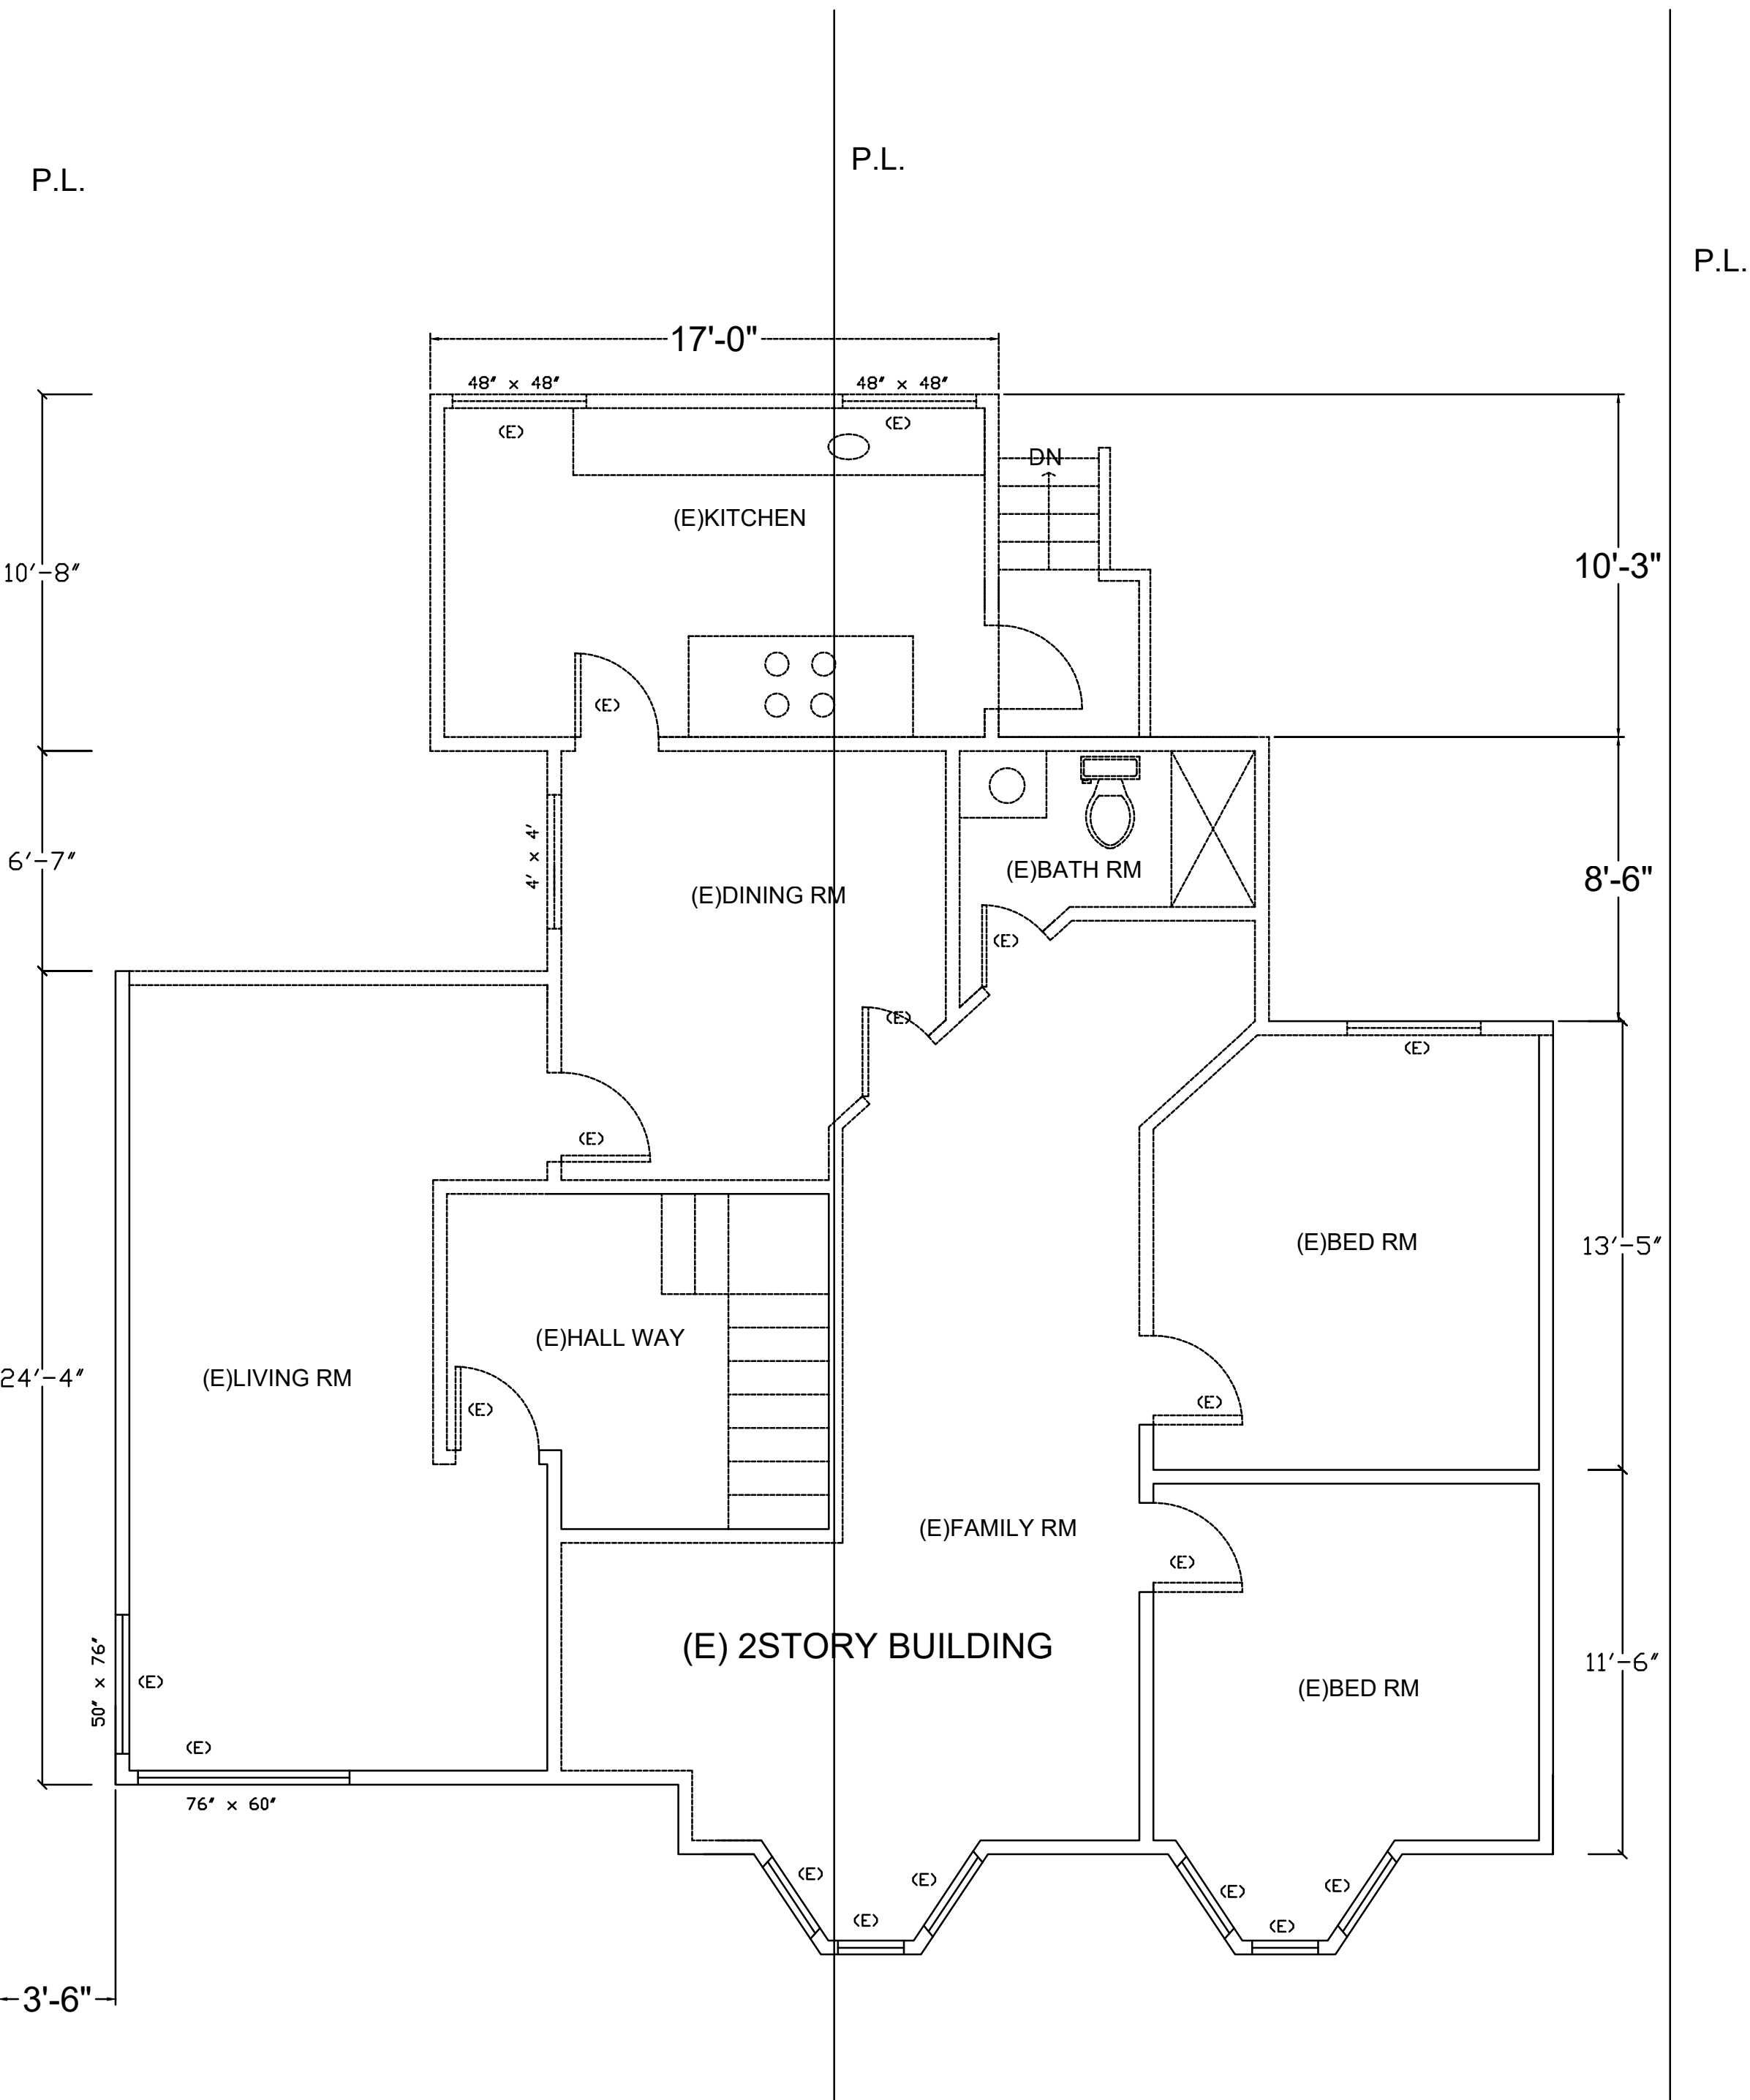 P.L.
P.L.
P.L.
17'-0"
48" x 48"
48" x 48"
(E)
(E)
DN
(E)KITCHEN
10'-8"
10'-3"
(E)
4' x 4'
6'-7"
(E)BATH RM
8'-6"
(E)DINING RM
(E)
(E)
(E)
(E)
(E)BED RM
13'-5"
(E)HALL WAY
24'-4"
(E)LIVING RM
(E)
(E)
(E)FAMILY RM
(E)
(E) 2STORY BUILDING
11'-6"
50" x 76"
(E)
(E)BED RM
(E)
76" x 60"
(E)
(E)
(E)
(E)
(E)
(E)
3'-6"